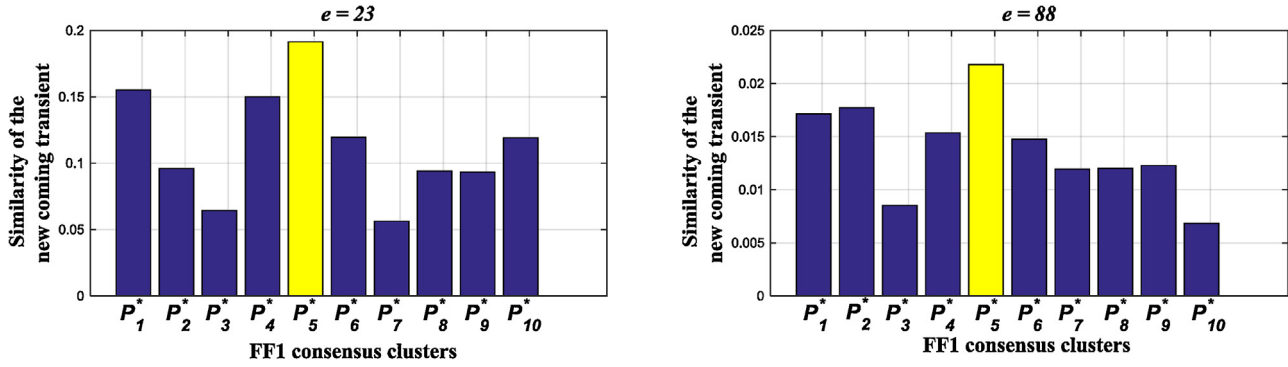 e = 23
0.2
0.15
0.1
0.05
0
Similarity of the
new coming transient
P*1 P*2 P*3 P*4 P*5 P*6 P*7 P*8 P*9 P*10
FF1 consensus clusters
e = 88
0.025
0.02
0.015
0.01
0.005
0
Similarity of the
new coming transient
P*1 P*2 P*3 P*4 P*5 P*6 P*7 P*8 P*9 P*10
FF1 consensus clusters